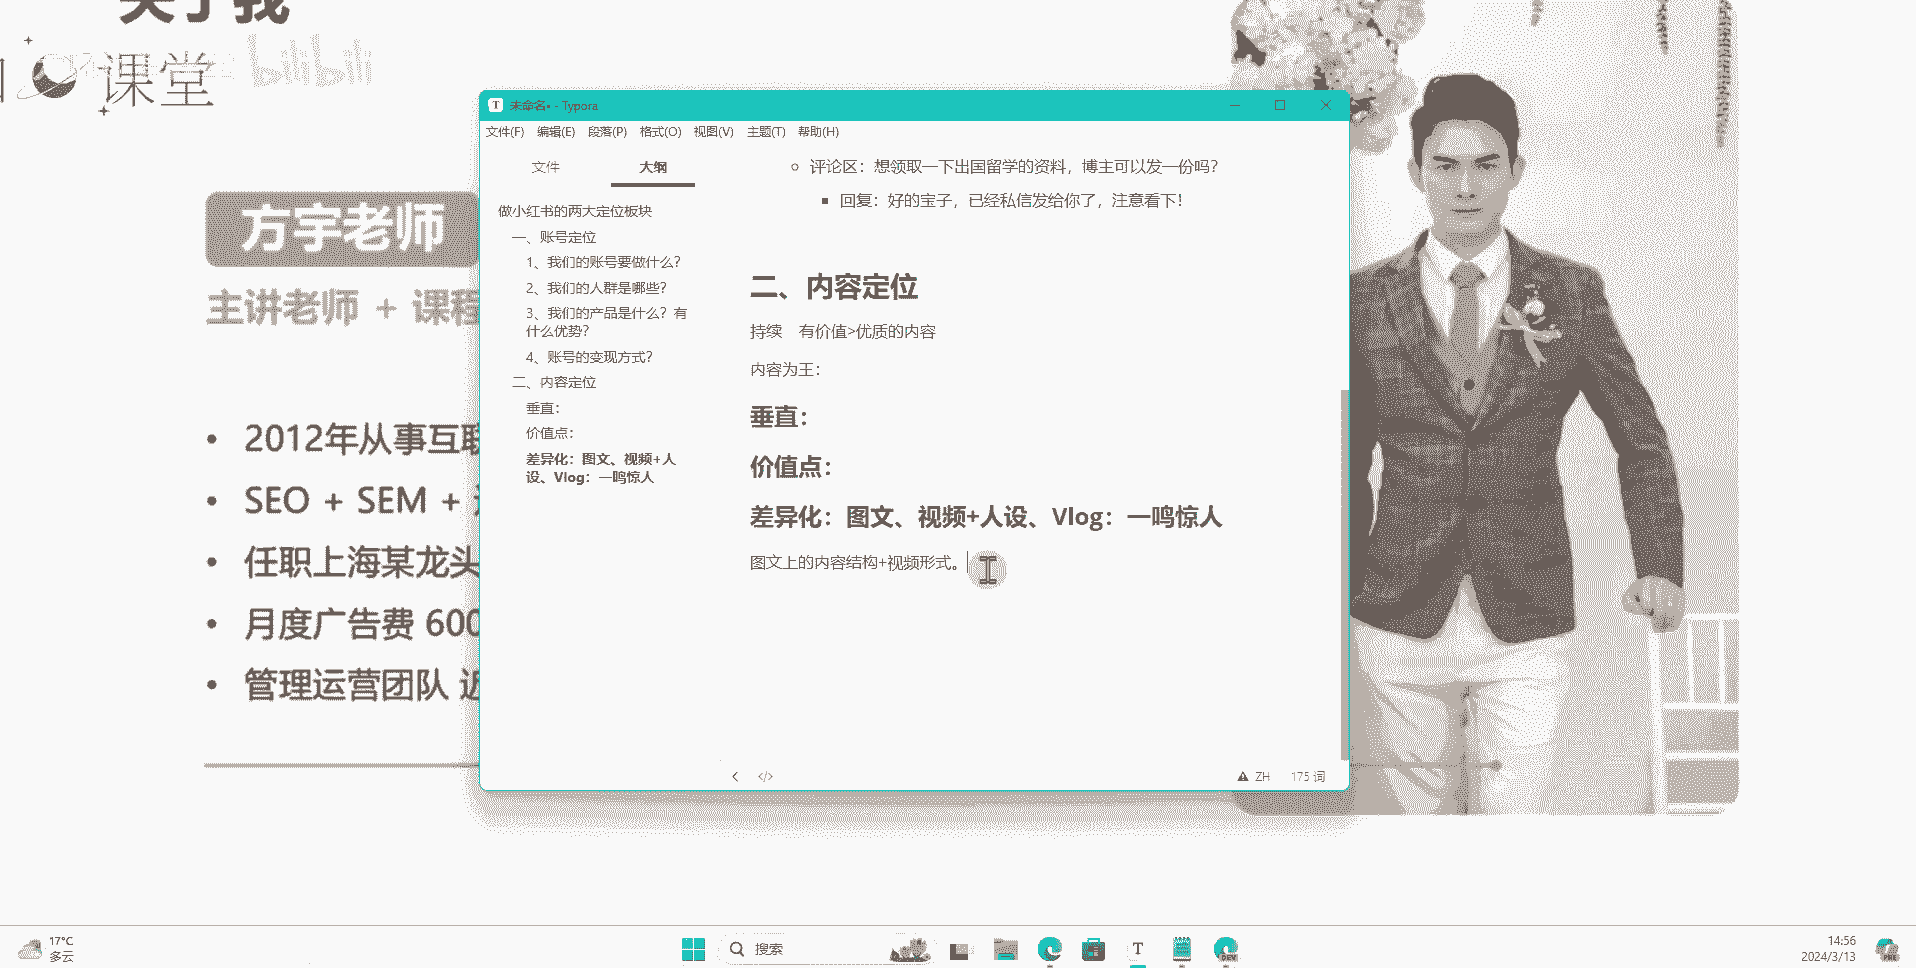 关于我
课堂
bilibili
方宇老师
主讲老师 + 课程
2012年从事互联
SEO + SEM +
任职上海某龙头
月度广告费 600
管理运营团队 近
未命名• - Typora
文件(F) 编辑(E) 段落(P) 格式(O) 视图(V) 主题(T) 帮助(H)
文件 大纲
做小红书的两大定位板块
一、账号定位
1、我们的账号要做什么？
2、我们的人群是哪些？
3、我们的产品是什么？有
什么优势？
4、账号的变现方式？
二、内容定位
垂直：
价值点：
差异化：图文、视频+人
设、Vlog：一鸣惊人
评论区：想领取一下出国留学的资料，博主可以发一份吗？
回复：好的宝子，已经私信发给你了，注意看下！
二、内容定位
持续 有价值>优质的内容
内容为王：
垂直：
价值点：
差异化：图文、视频+人设、Vlog：一鸣惊人
图文上的内容结构+视频形式。
ZH 175 词
17°C
多云
搜索
T
DEV
14:56
2024/3/13
PRE